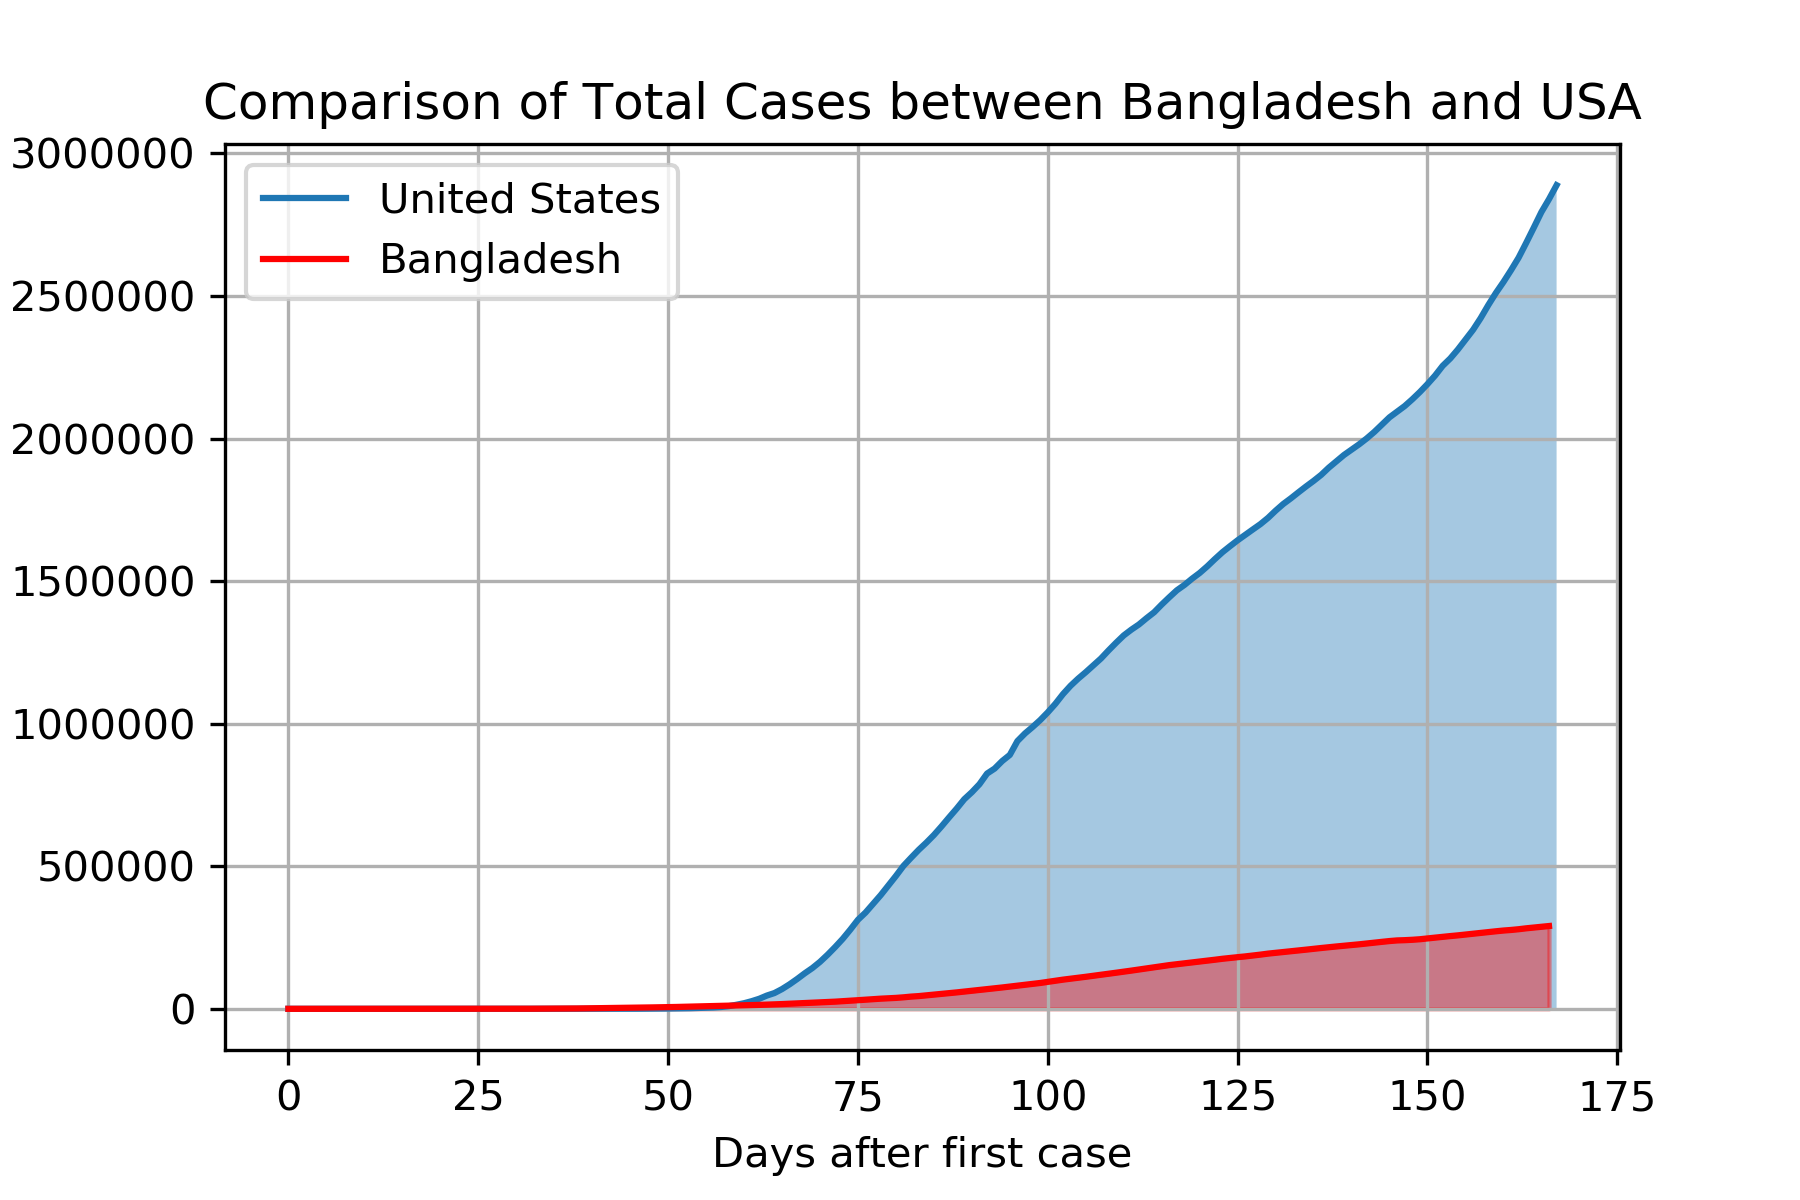 Comparison of Total Cases between Bangladesh and USA
3000000
2500000
2000000
1500000
1000000
500000
0
United States
Bangladesh
0 25 50 75 100 125 150 175
Days after first case